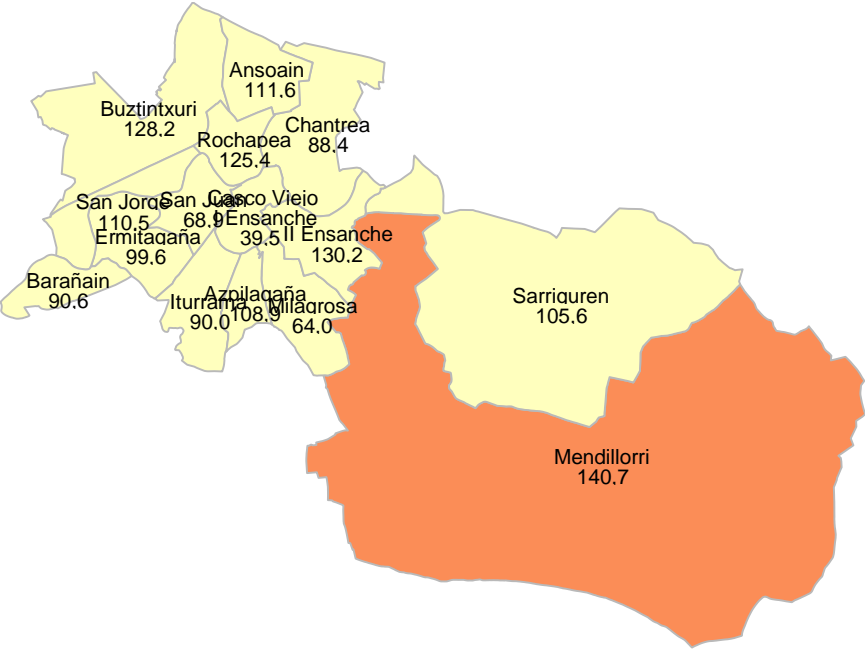 Ansoain
111.6
Buztintxuri
128.2
Chantrea
88.4
Rochapea
125.4
San Jorge
110.5
San Juan
68.9
Casco Viejo
I Ensanche
39.5
II Ensanche
130.2
Ermitagaña
99.6
Barañain
90.6
Iturrama
90.0
Azpilagaña
108.9
Milagrosa
64.0
Sarriguren
105.6
Mendillorri
140.7